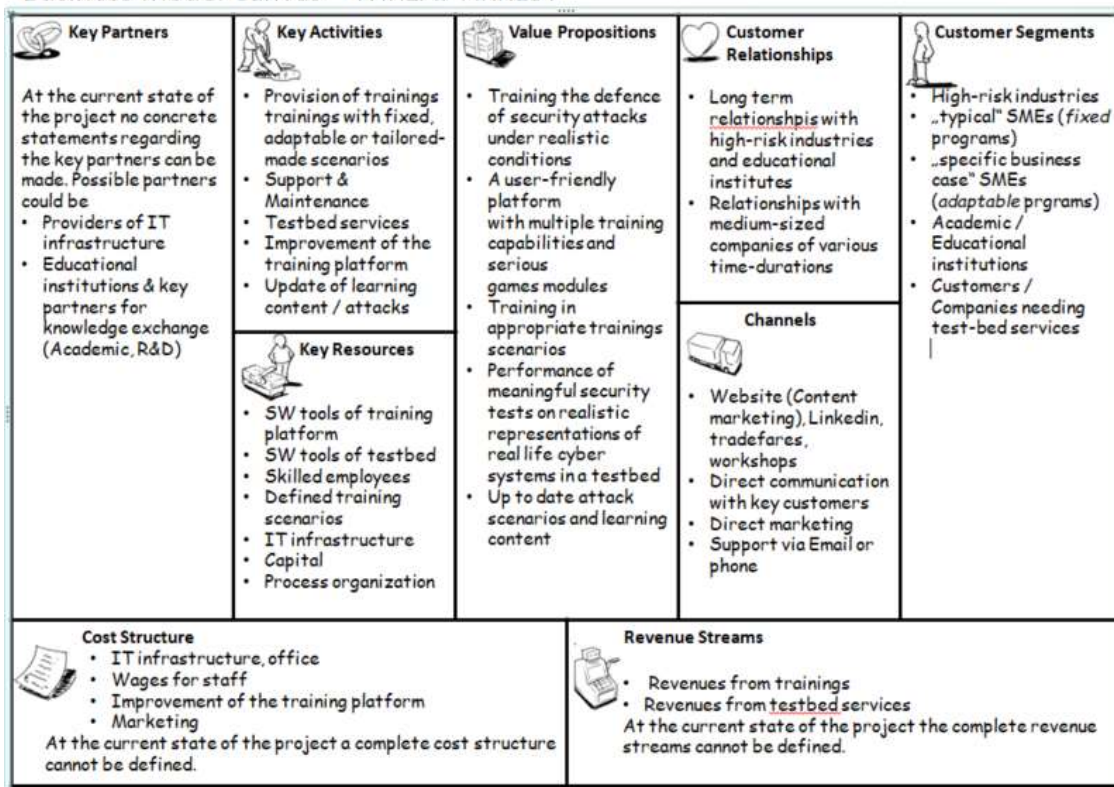 Key Partners
At the current state of
the project no concrete
statements regarding
the key partners can be
made. Possible partners
could be
• Providers of IT
infrastructure
• Educational
institutions & key
partners for
knowledge exchange
(Academic, R&D)
Key Activities
• Provision of trainings
trainings with fixed,
adaptable or tailored-
made scenarios
• Support &
Maintenance
• Testbed services
• Improvement of the
training platform
• Update of learning
content / attacks
Key Resources
• SW tools of training
platform
• SW tools of testbed
• Skilled employees
• Defined training
scenarios
• IT infrastructure
• Capital
• Process organization
Value Propositions
• Training the defence
of security attacks
under realistic
conditions
• A user-friendly
platform
with multiple training
capabilities and
serious
games modules
• Training in
appropriate trainings
scenarios
• Performance of
meaningful security
tests on realistic
representations of
real life cyber
systems in a testbed
• Up to date attack
scenarios and learning
content
Customer
Relationships
• Long term
relationshpis with
high-risk industries
and educational
institutes
• Relationships with
medium-sized
companies of various
time-durations
Channels
• Website (Content
marketing), Linkedin,
tradefares,
workshops
• Direct communication
with key customers
• Direct marketing
• Support via Email or
phone
Customer Segments
• High-risk industries
• „typical“ SMEs (fixed
programs)
• „specific business
case“ SMEs
(adaptable prgrams)
• Academic /
Educational
institutions
• Customers /
Companies needing
test-bed services
Cost Structure
• IT infrastructure, office
• Wages for staff
• Improvement of the training platform
• Marketing
At the current state of the project a complete cost structure
cannot be defined.
Revenue Streams
• Revenues from trainings
• Revenues from testbed services
At the current state of the project the complete revenue
streams cannot be defined.